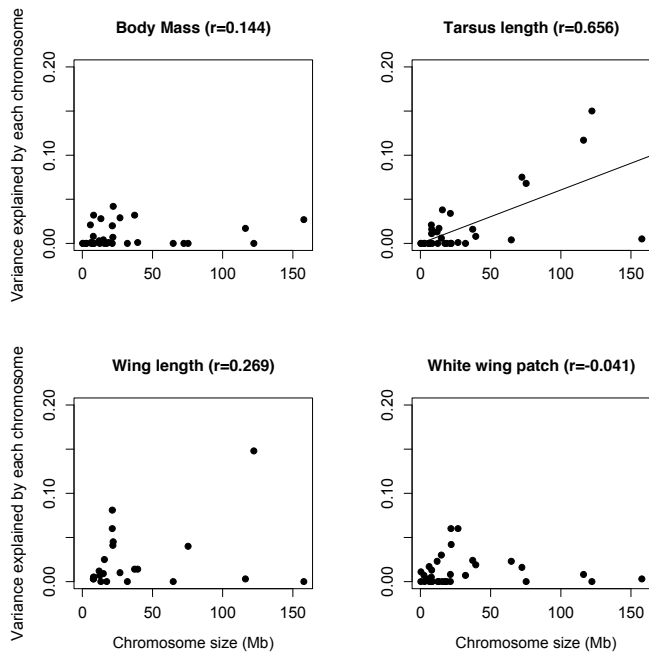 Body Mass (r=0.144)
Tarsus length (r=0.656)
Variance explained by each chromosome
0.00 0.10 0.20
0.00 0.10 0.20
0 50 100 150
0 50 100 150
Wing length (r=0.269)
White wing patch (r=-0.041)
Variance explained by each chromosome
0.00 0.10 0.20
0.00 0.10 0.20
0 50 100 150
0 50 100 150
Chromosome size (Mb)
Chromosome size (Mb)